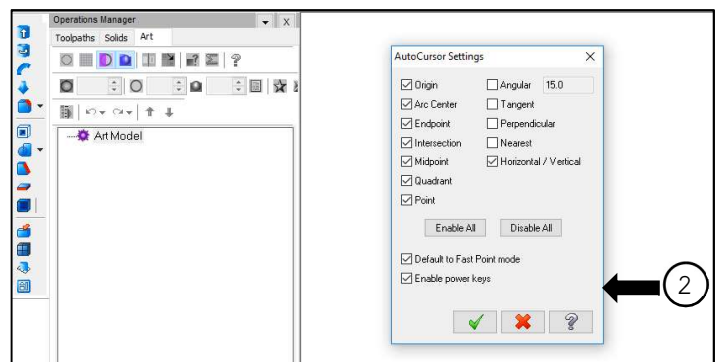 Operations Manager
Toolpaths Solids Art
Art Model
AutoCursor Settings
Origin
Angular 15.0
Arc Center
Tangent
Endpoint
Perpendicular
Intersection
Nearest
Midpoint
Horizontal / Vertical
Quadrant
Point
Enable All Disable All
Default to Fast Point mode
Enable power keys
2